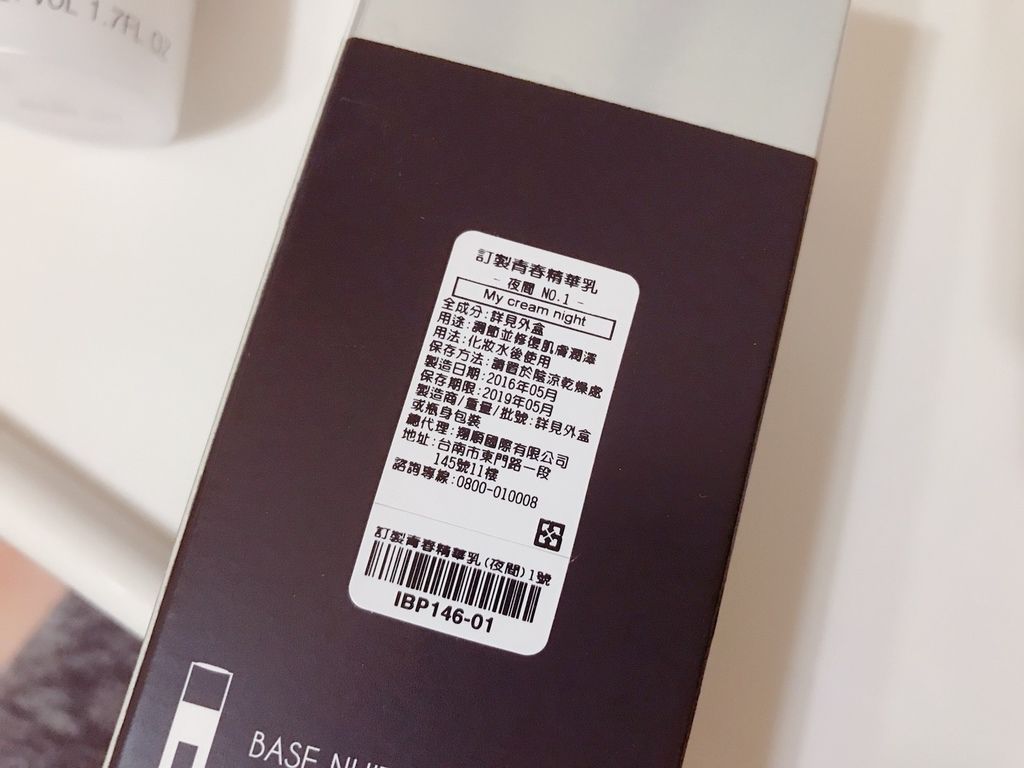 VOL 1.7FL OZ
訂製青春精華乳
- 夜間 NO.1 -
My cream night
全成分:詳見外盒
用途:調節並修復肌膚潤澤
用法:化妝水後使用
保存方法:請置於陰涼乾燥處
製造日期:2016年05月
保存期限:2019年05月
製造商/重量/批號:詳見外盒
或瓶身包裝
總代理:翔順國際有限公司
地址:台南市東門路一段
145號11樓
諮詢專線:0800-010008
訂製青春精華乳(夜間)1號
IBP146-01
BASE